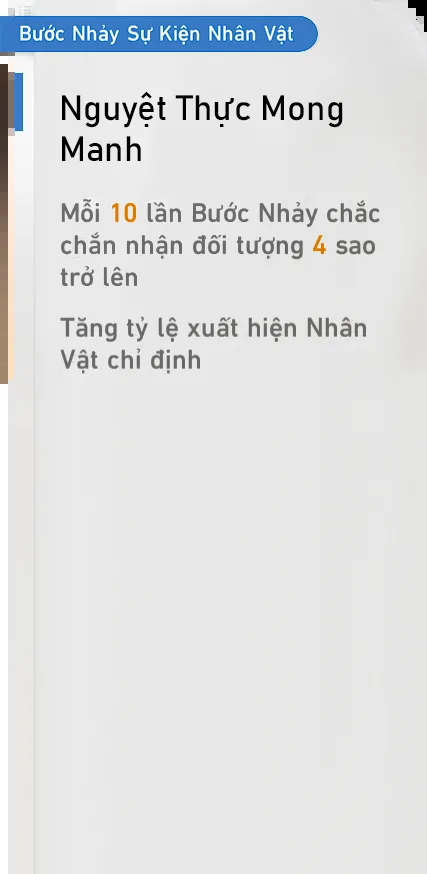 Bước Nhảy Sự Kiện Nhân Vật
Nguyệt Thực Mong
Manh
Mỗi 10 lần Bước Nhảy chắc
chắn nhận đối tượng 4 sao
trở lên
Tăng tỷ lệ xuất hiện Nhân
Vật chỉ định